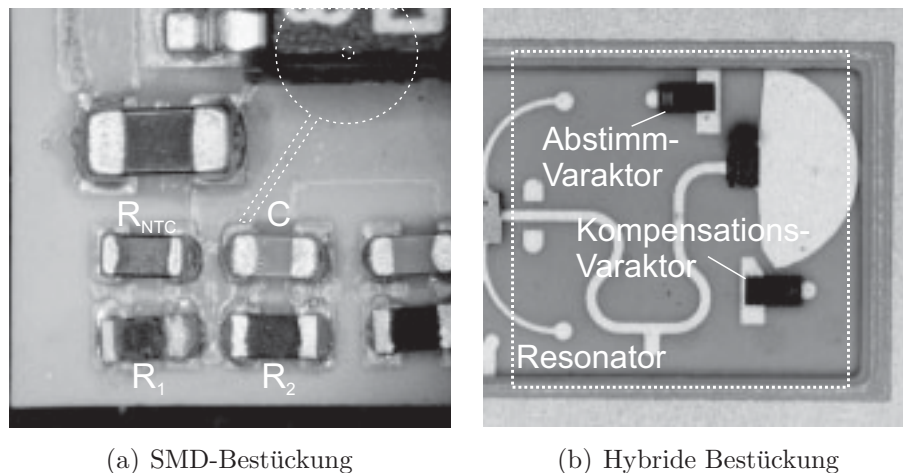 R_NTC
C
R_1
R_2
Abstimm-
Varaktor
Kompensations-
Varaktor
Resonator
(a) SMD-Bestückung
(b) Hybride Bestückung